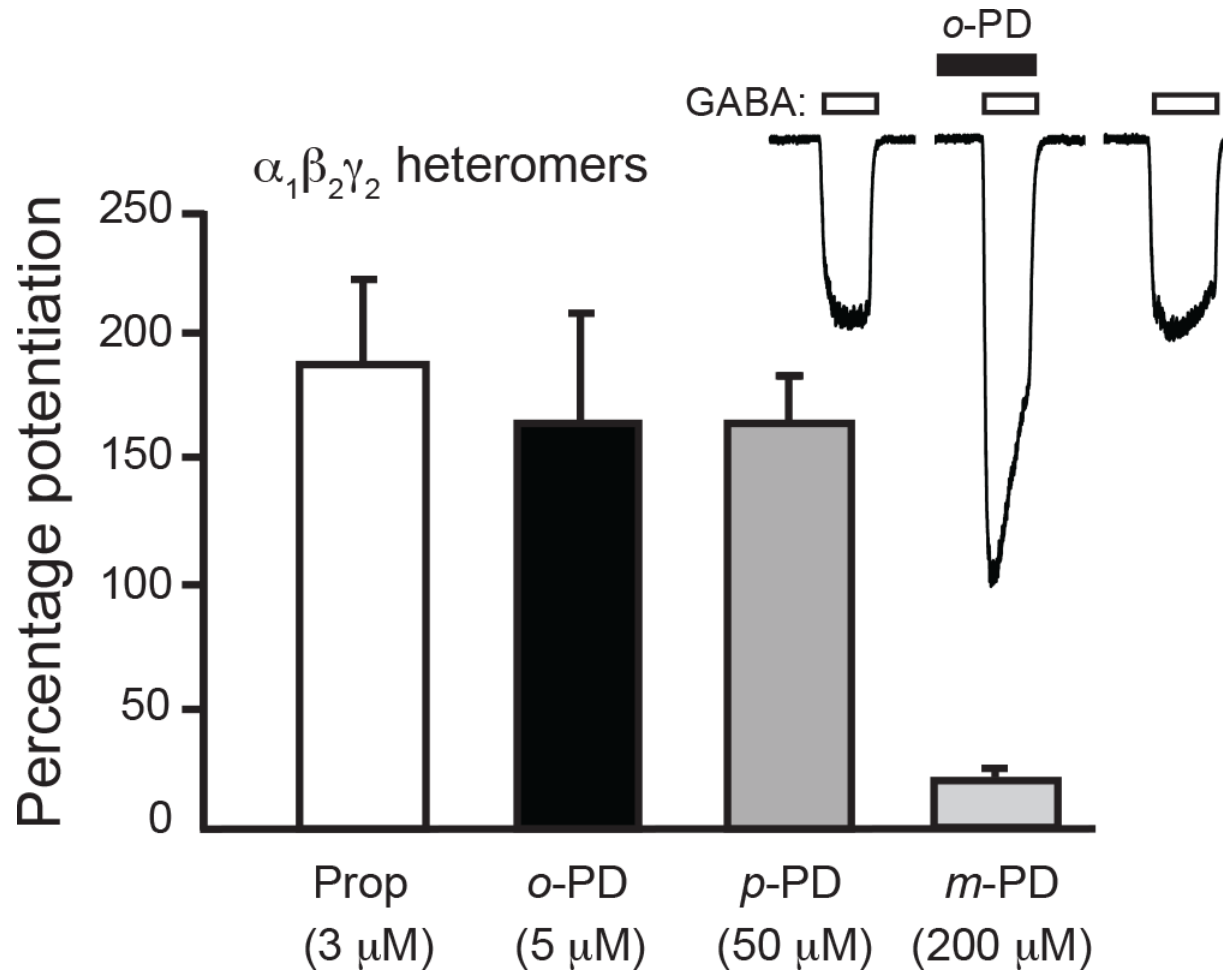 o-PD
GABA:
α₁β₂γ₂ heteromers
Percentage potentiation
250
200
150
100
50
0
Prop
(3 μM)
o-PD
(5 μM)
p-PD
(50 μM)
m-PD
(200 μM)